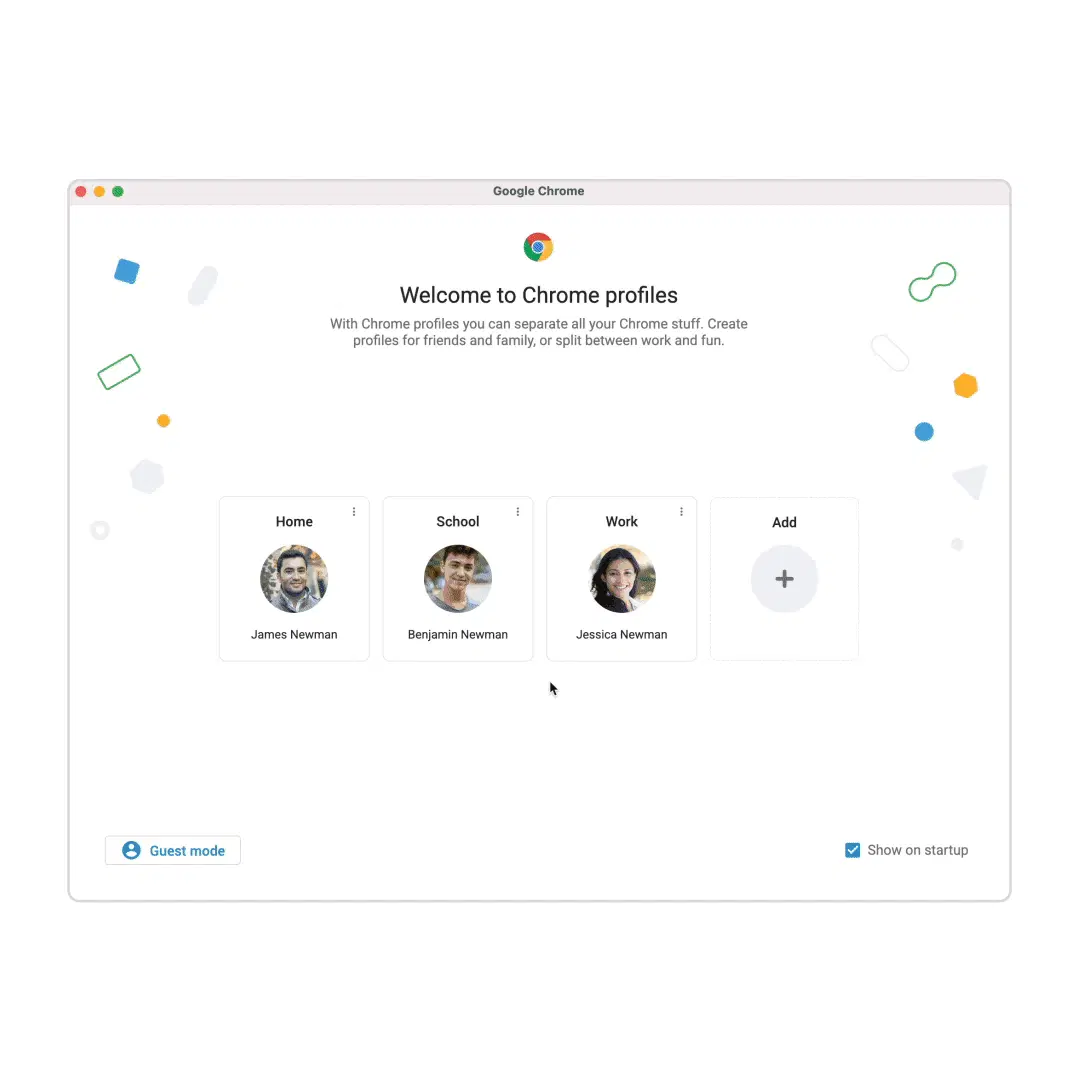 Google Chrome
Welcome to Chrome profiles
With Chrome profiles you can separate all your Chrome stuff. Create
profiles for friends and family, or split between work and fun.
Home
School
Work
Add
James Newman
Benjamin Newman
Jessica Newman
Guest mode
Show on startup